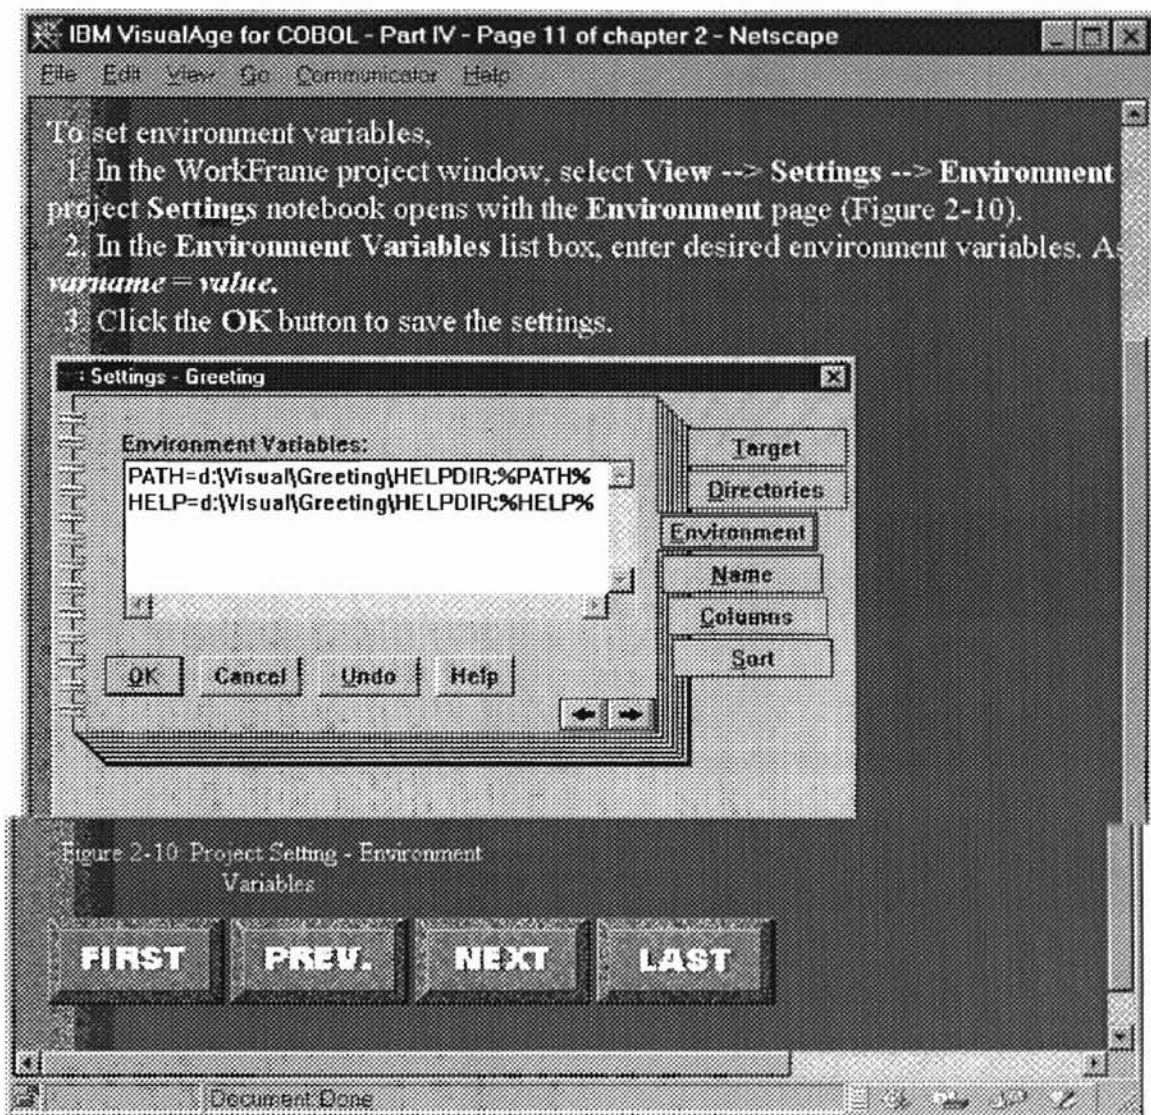 IBM VisualAge for COBOL - Part IV - Page 11 of chapter 2 - Netscape
File Edit View Go Communicator Help
To set environment variables,
1. In the WorkFrame project window, select View --> Settings --> Environment
project Settings notebook opens with the Environment page (Figure 2-10).
2. In the Environment Variables list box, enter desired environment variables. As
varname = value.
3. Click the OK button to save the settings.
Settings - Greeting
Environment Variables:
PATH=d:\Visual\Greeting\HELPDIR;%PATH%
HELP=d:\Visual\Greeting\HELPDIR;%HELP%
Target
Directories
Environment
Name
Columns
Sort
OK Cancel Undo Help
Figure 2-10 Project Setting - Environment
Variables
FIRST PREV. NEXT LAST
Document: Done